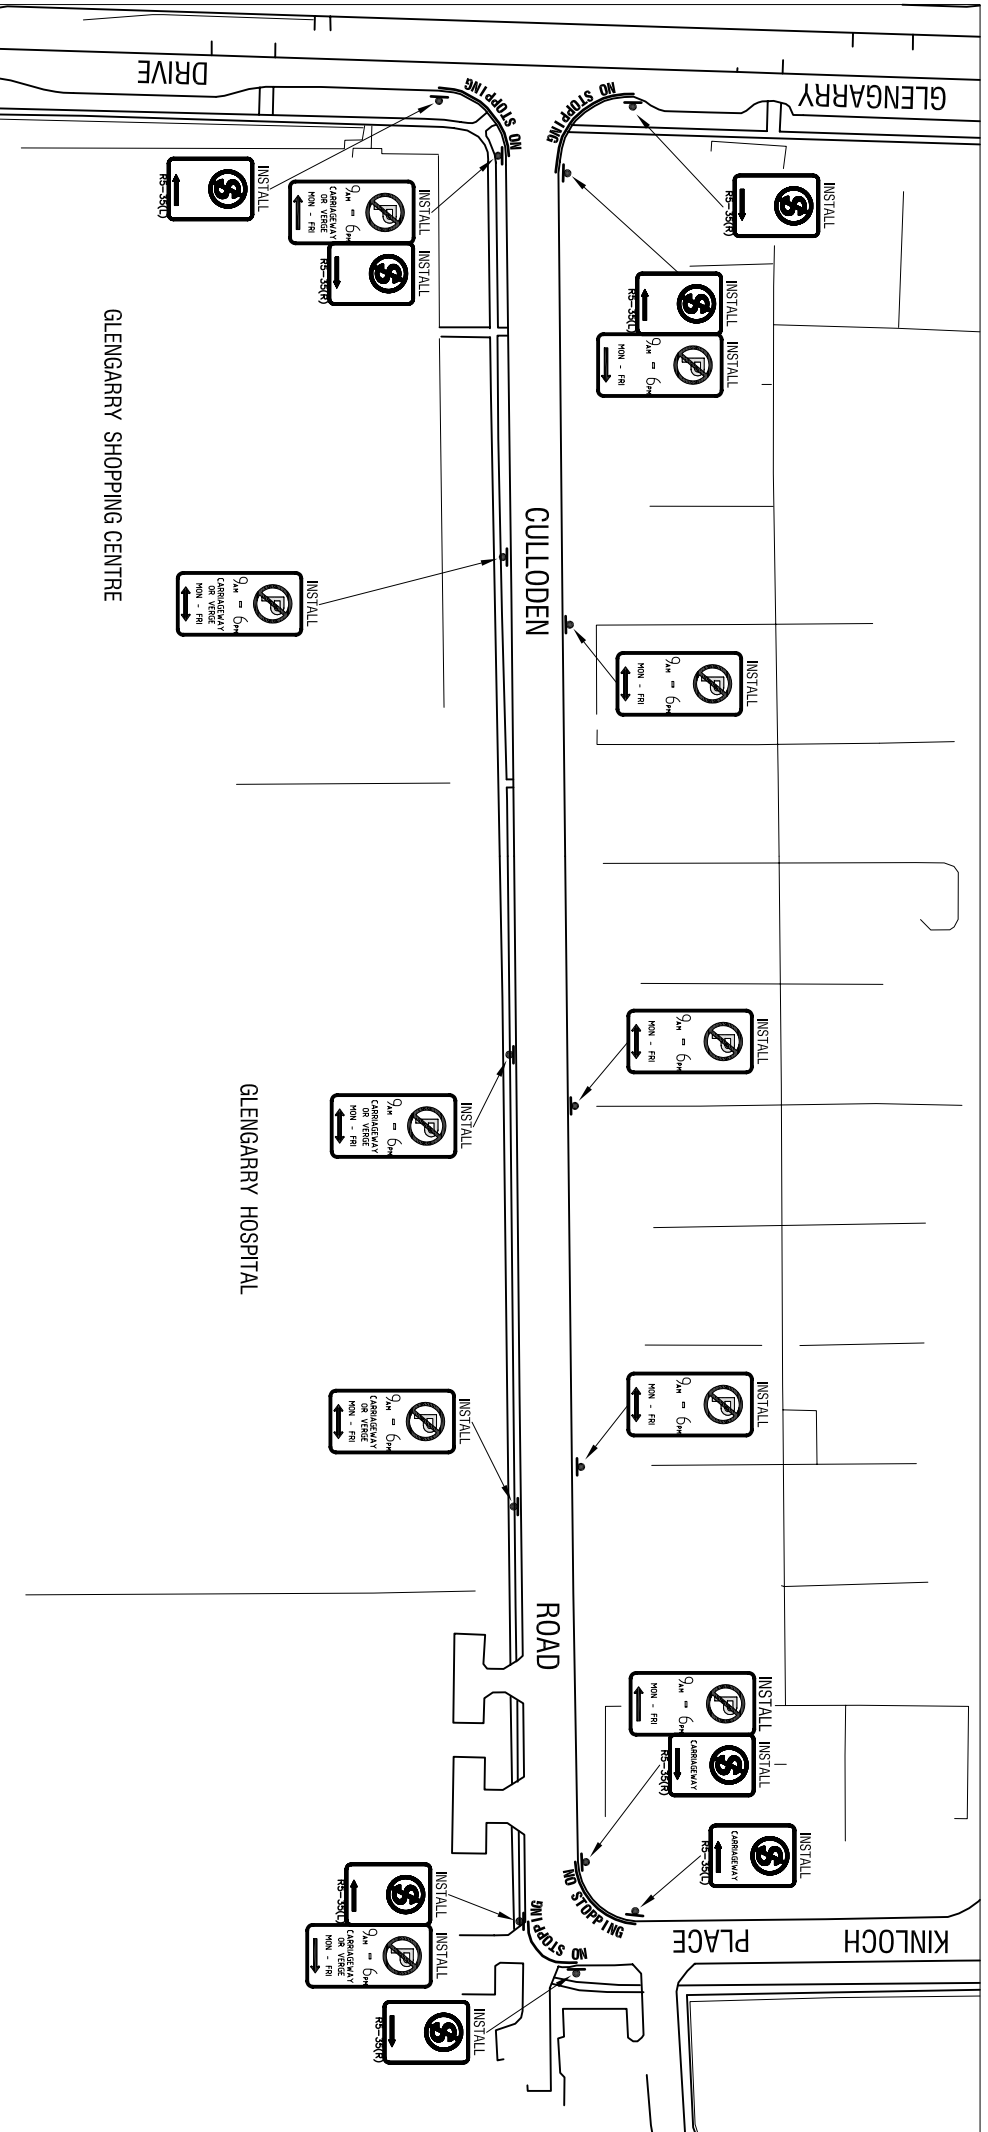 DRIVE
GLENGARRY
NO STOPPING
NO STOPPING
INSTALL
R5-35(L)
INSTALL
9AM - 6PM
CARRIAGEWAY
OR VERGE
MON - FRI
INSTALL
R5-35(R)
INSTALL
R5-35(R)
INSTALL
R5-35(L)
INSTALL
9AM - 6PM
MON - FRI
GLENGARRY SHOPPING CENTRE
CULLODEN
INSTALL
9AM - 6PM
CARRIAGEWAY
OR VERGE
MON - FRI
INSTALL
9AM - 6PM
MON - FRI
INSTALL
9AM - 6PM
MON - FRI
INSTALL
9AM - 6PM
CARRIAGEWAY
OR VERGE
MON - FRI
GLENGARRY HOSPITAL
INSTALL
9AM - 6PM
MON - FRI
INSTALL
9AM - 6PM
CARRIAGEWAY
OR VERGE
MON - FRI
ROAD
INSTALL
9AM - 6PM
MON - FRI
INSTALL
CARRIAGEWAY
R5-35(R)
INSTALL
CARRIAGEWAY
R5-35(L)
NO STOPPING
NO STOPPING
INSTALL
R5-35(L)
INSTALL
9AM - 6PM
CARRIAGEWAY
OR VERGE
MON - FRI
INSTALL
R5-35(R)
PLACE
KINLOCH